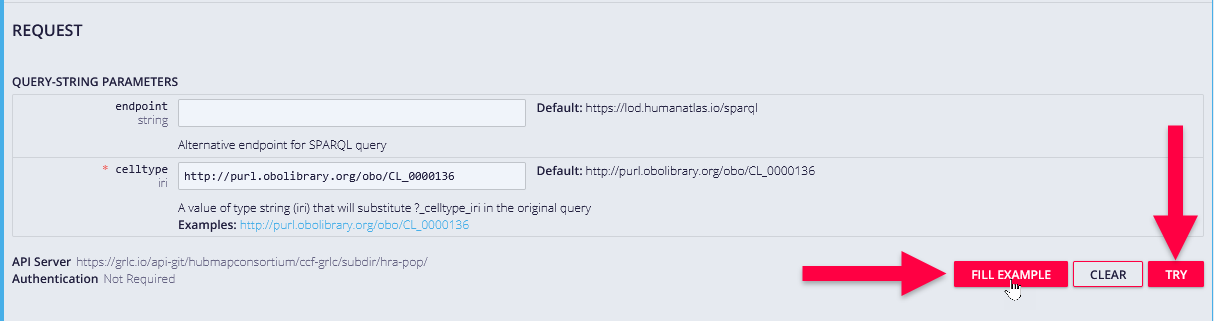 REQUEST
QUERY-STRING PARAMETERS
endpoint
string
Default: https://lod.humanatlas.io/sparql
Alternative endpoint for SPARQL query
* celltype
iri
http://purl.obolibrary.org/obo/CL_0000136
Default: http://purl.obolibrary.org/obo/CL_0000136
A value of type string (iri) that will substitute ?_celltype_iri in the original query
Examples: http://purl.obolibrary.org/obo/CL_0000136
API Server https://grlc.io/api-git/hubmapconsortium/ccf-grlc/subdir/hra-pop/
Authentication Not Required
FILL EXAMPLE
CLEAR
TRY